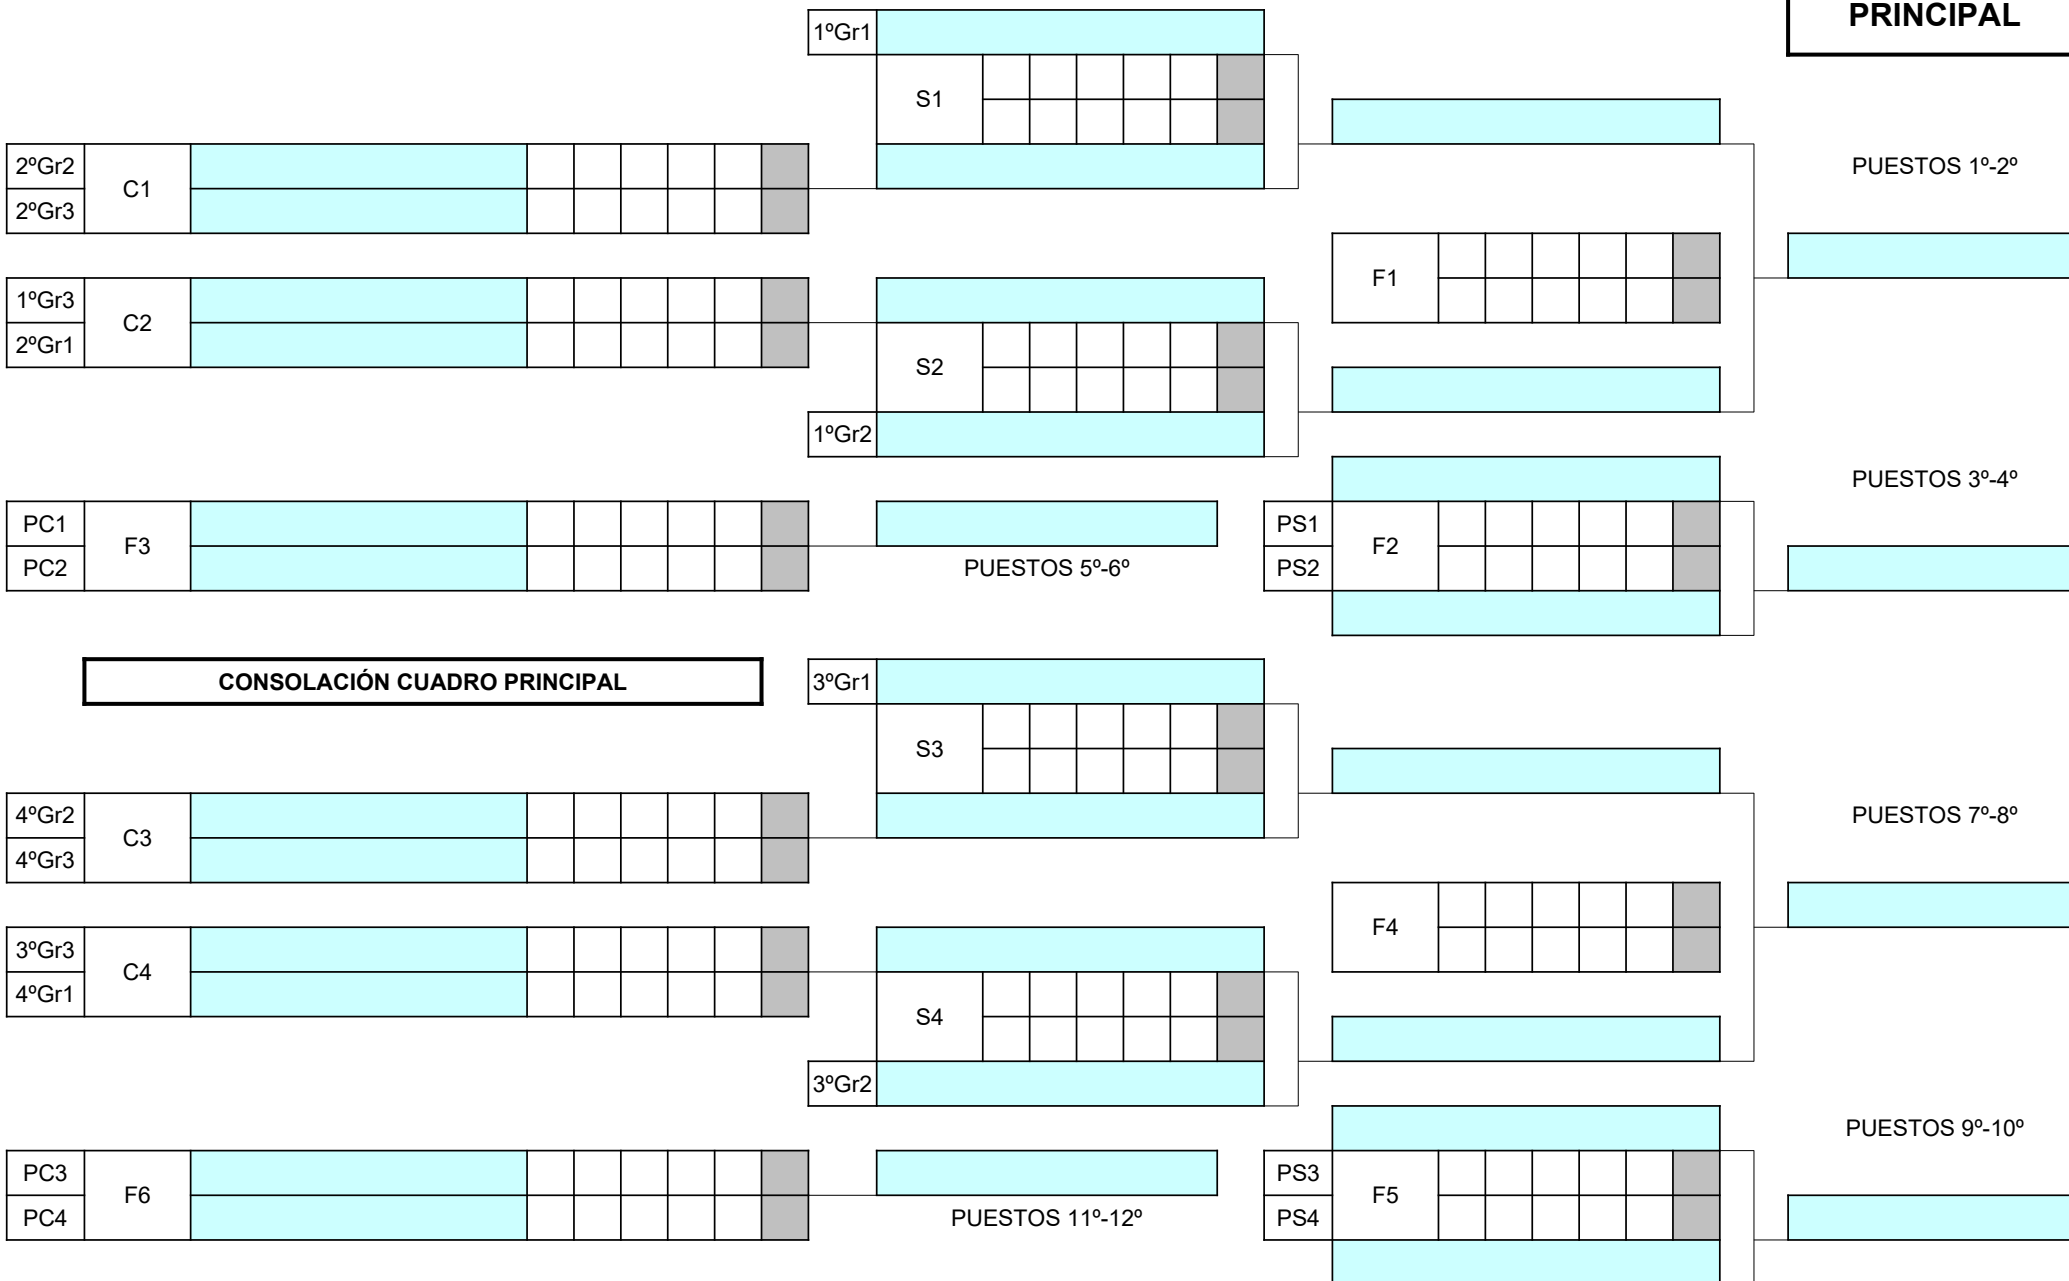 PRINCIPAL
1ºGr1
S1
2ºGr2
C1
2ºGr3
PUESTOS 1º-2º
1ºGr3
C2
2ºGr1
F1
S2
1ºGr2
PUESTOS 3º-4º
PC1
F3
PC2
PUESTOS 5º-6º
PS1
F2
PS2
CONSOLACIÓN CUADRO PRINCIPAL
3ºGr1
S3
4ºGr2
C3
4ºGr3
PUESTOS 7º-8º
3ºGr3
C4
4ºGr1
F4
S4
3ºGr2
PUESTOS 9º-10º
PC3
F6
PC4
PUESTOS 11º-12º
PS3
F5
PS4